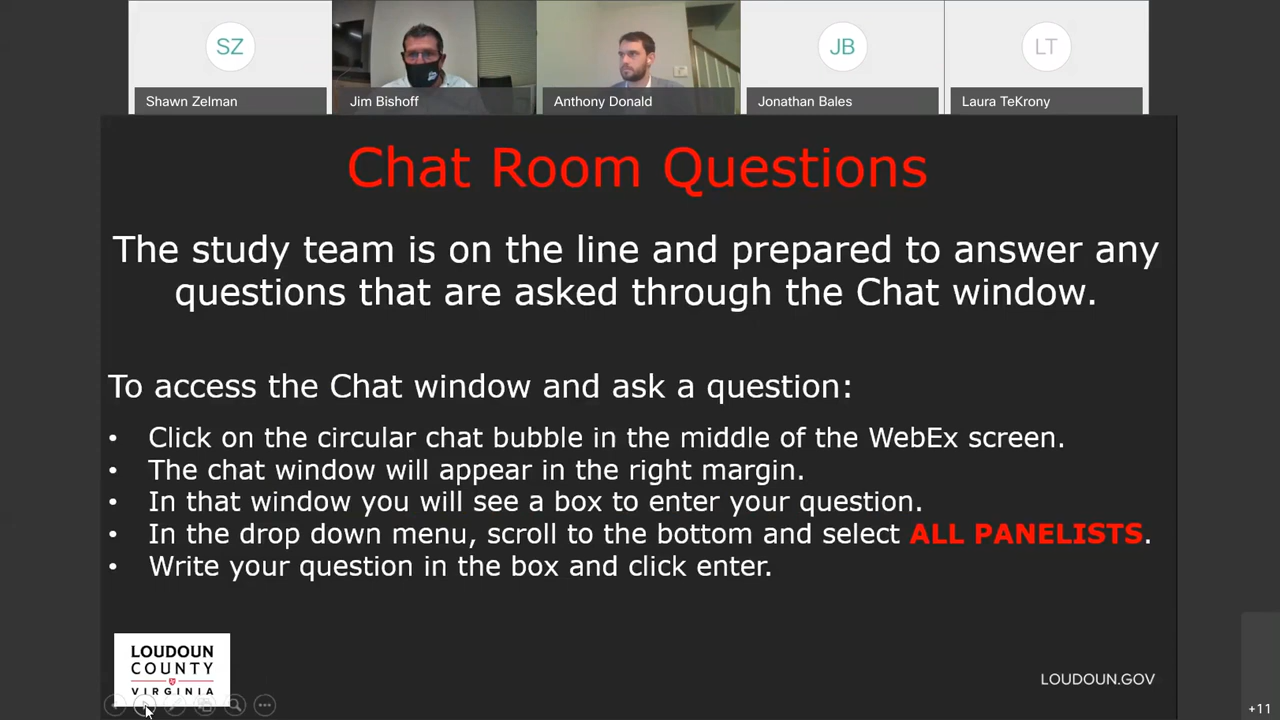 SZ
JB
LT
Shawn Zelman
Jim Bishoff
Anthony Donald
Jonathan Bales
Laura TeKrony
Chat Room Questions
The study team is on the line and prepared to answer any
questions that are asked through the Chat window.
To access the Chat window and ask a question:
• Click on the circular chat bubble in the middle of the WebEx screen.
• The chat window will appear in the right margin.
• In that window you will see a box to enter your question.
• In the drop down menu, scroll to the bottom and select ALL PANELISTS.
• Write your question in the box and click enter.
LOUDOUN
COUNTY
VIRGINIA
LOUDOUN.GOV
+11